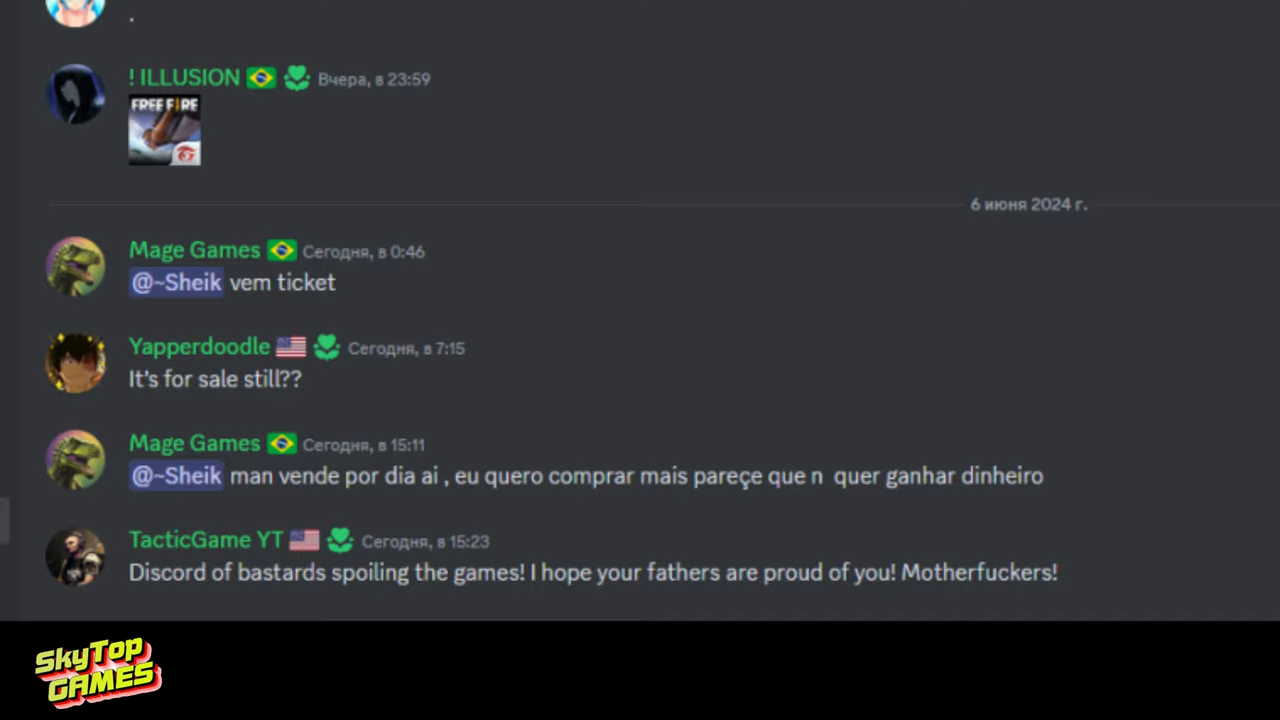 .
! ILLUSION Вчера, в 23:59
FREE FIRE
6 июня 2024 г.
Mage Games Сегодня, в 0:46
@~Sheik vem ticket
Yapperdoodle Сегодня, в 7:15
It's for sale still??
Mage Games Сегодня, в 15:11
@~Sheik man vende por dia ai , eu quero comprar mais pareçe que n quer ganhar dinheiro
TacticGame YT Сегодня, в 15:23
Discord of bastards spoiling the games! I hope your fathers are proud of you! Motherfuckers!
SkyTop
GAMES